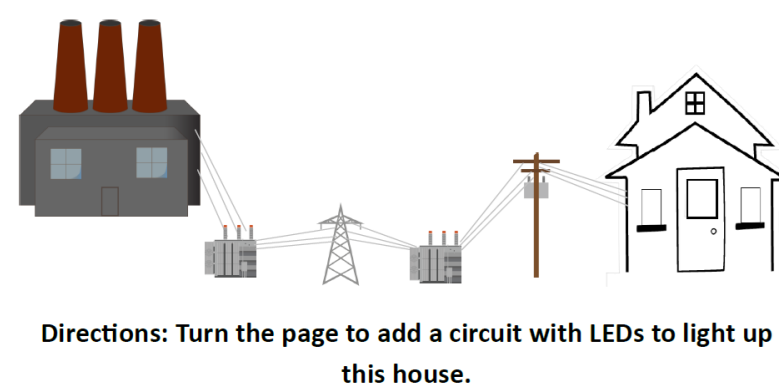 Directions: Turn the page to add a circuit with LEDs to light up
this house.